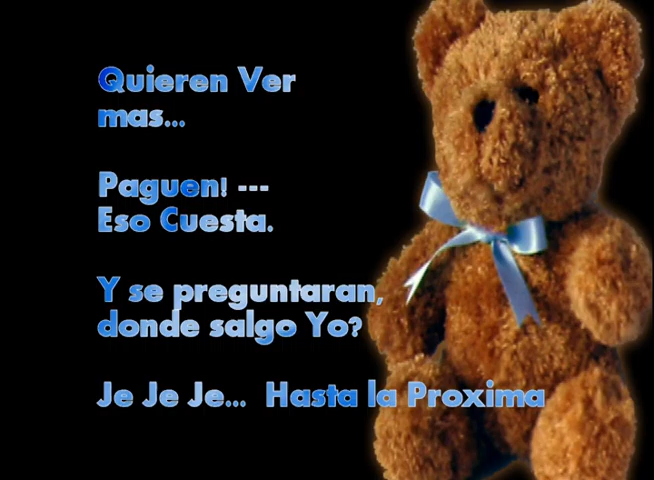 Quieren Ver
mas...
Paguen! ---
Eso Cuesta.
Y se preguntaran,
donde salgo Yo?
Je Je Je... Hasta la Proxima